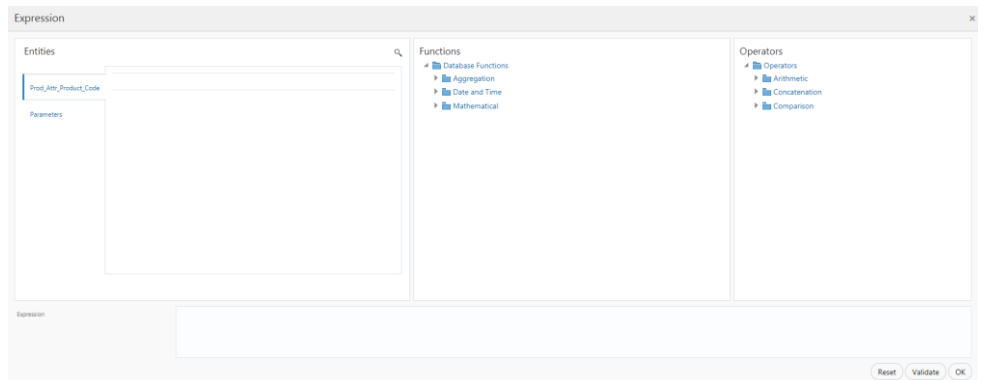 Expression
×
Entities
Prod_Attr_Product_Code
Parameters
Functions
Database Functions
Aggregation
Date and Time
Mathematical
Operators
Operators
Arithmetic
Concatenation
Comparison
Expression
Reset Validate OK